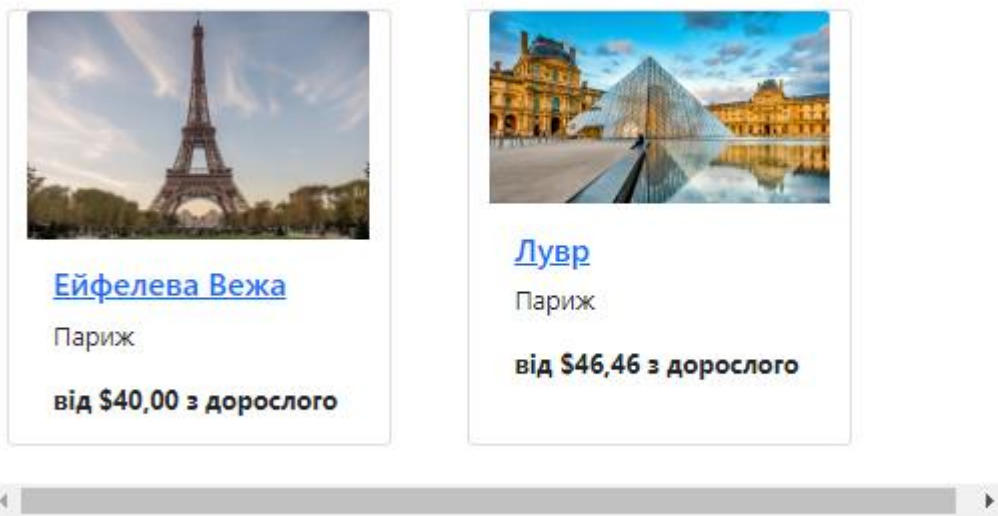 Ейфелева Вежа
Париж
від $40,00 з дорослого
Лувр
Париж
від $46,46 з дорослого